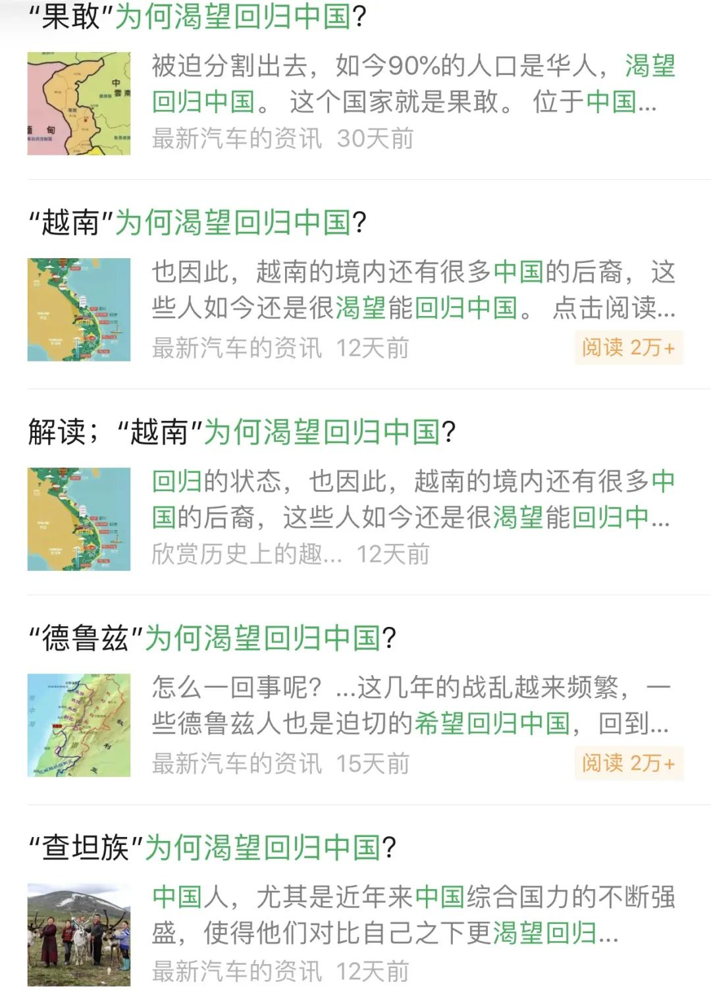 “果敢”为何渴望回归中国?
被迫分割出去，如今90%的人口是华人，渴望
回归中国。 这个国家就是果敢。 位于中国...
最新汽车的资讯 30天前
“越南”为何渴望回归中国?
也因此，越南的境内还有很多中国的后裔，这
些人如今还是很渴望能回归中国。 点击阅读...
最新汽车的资讯 12天前
阅读 2万+
解读；“越南”为何渴望回归中国?
回归的状态，也因此，越南的境内还有很多中
国的后裔，这些人如今还是很渴望能回归中...
欣赏历史上的趣... 12天前
“德鲁兹”为何渴望回归中国?
怎么一回事呢？...这几年的战乱越来频繁，一
些德鲁兹人也是迫切的希望回归中国，回到...
最新汽车的资讯 15天前
阅读 2万+
“查坦族”为何渴望回归中国?
中国人，尤其是近年来中国综合国力的不断强
盛，使得他们对比自己之下更渴望回归...
最新汽车的资讯 12天前